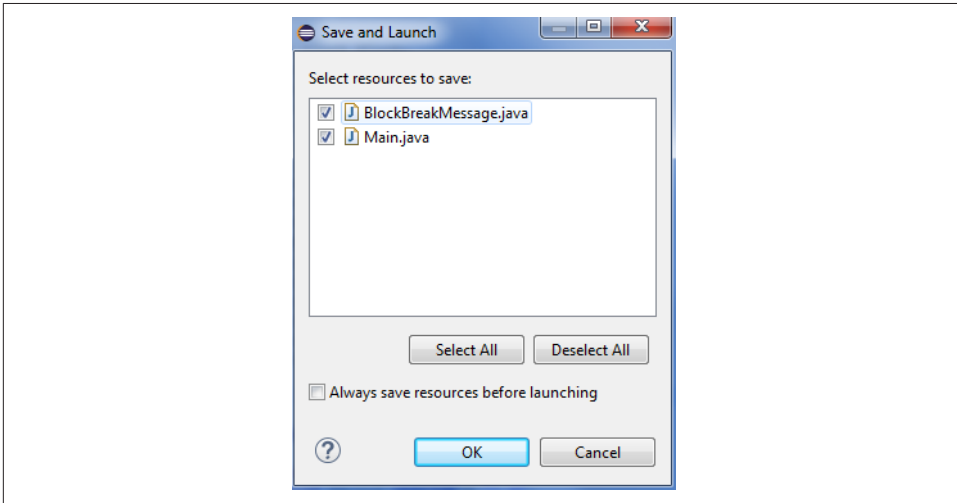 Save and Launch
Select resources to save:
BlockBreakMessage.java
Main.java
Select All Deselect All
Always save resources before launching
OK Cancel